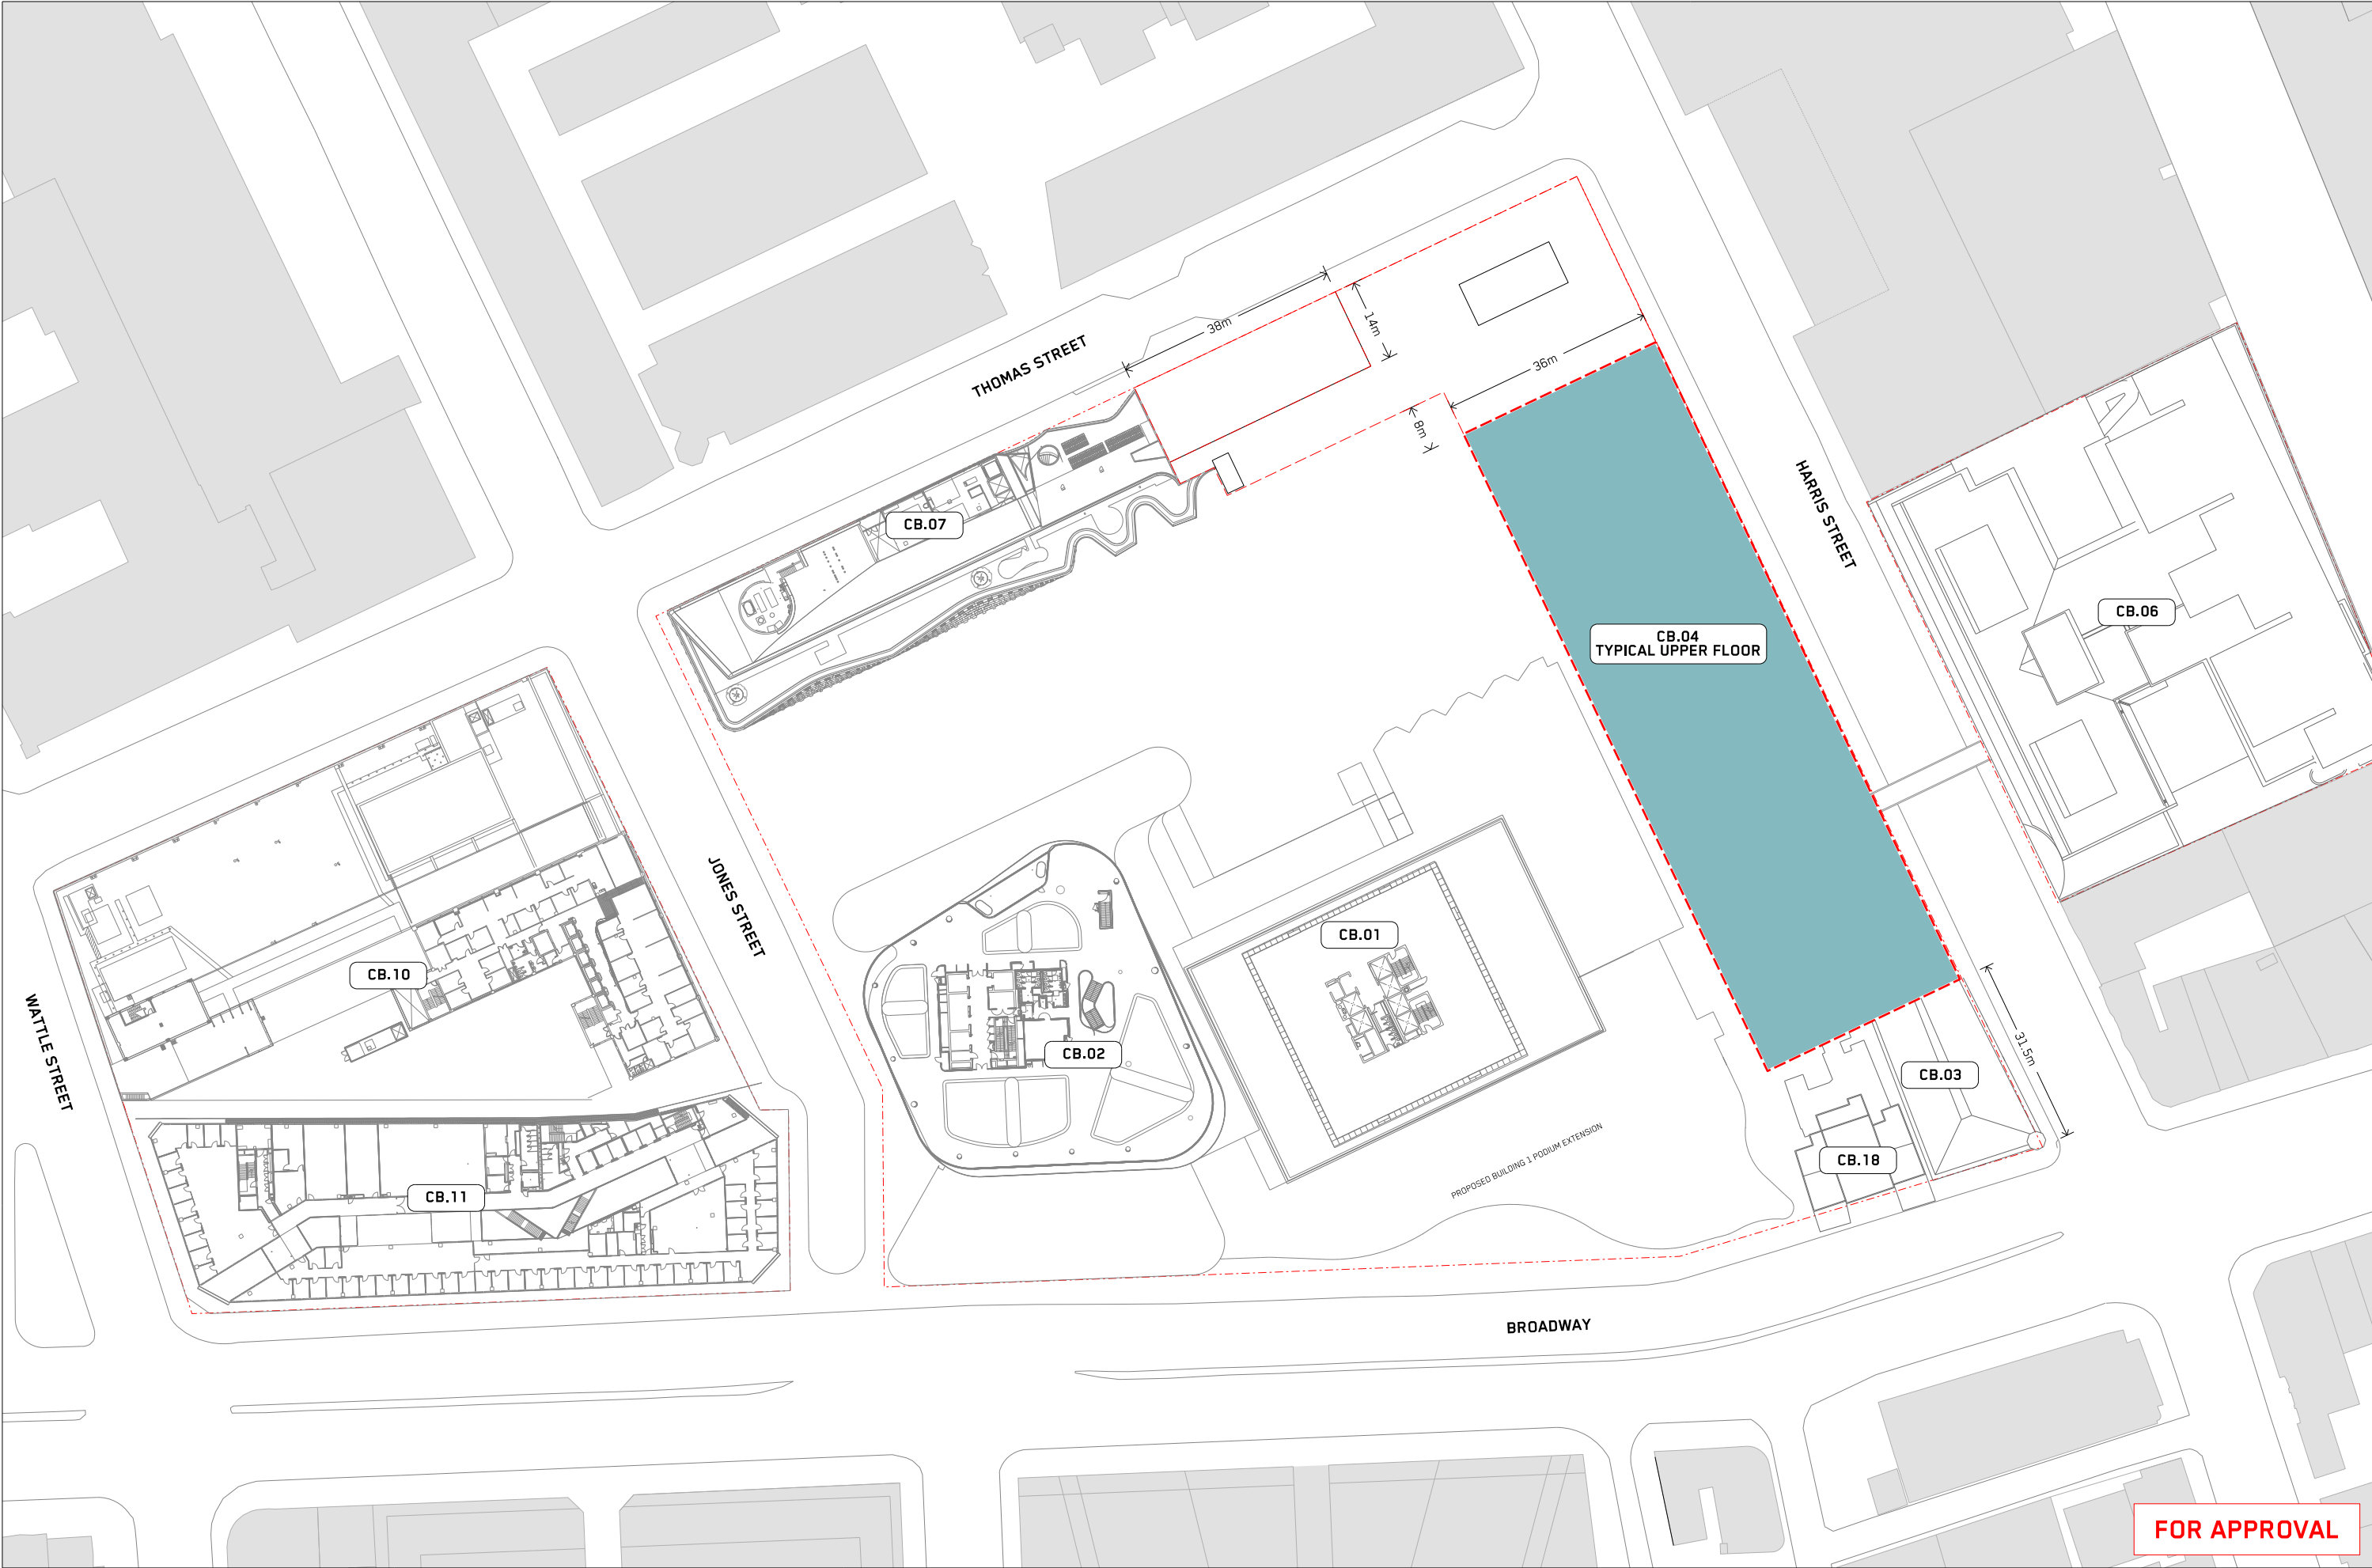 THOMAS STREET
38m
14m
36m
8m
HARRIS STREET
CB.07
CB.06
CB.04
TYPICAL UPPER FLOOR
JONES STREET
CB.01
CB.10
WATTLE STREET
CB.02
31.5m
CB.03
CB.18
PROPOSED BUILDING 1 PODIUM EXTENSION
CB.11
BROADWAY
FOR APPROVAL